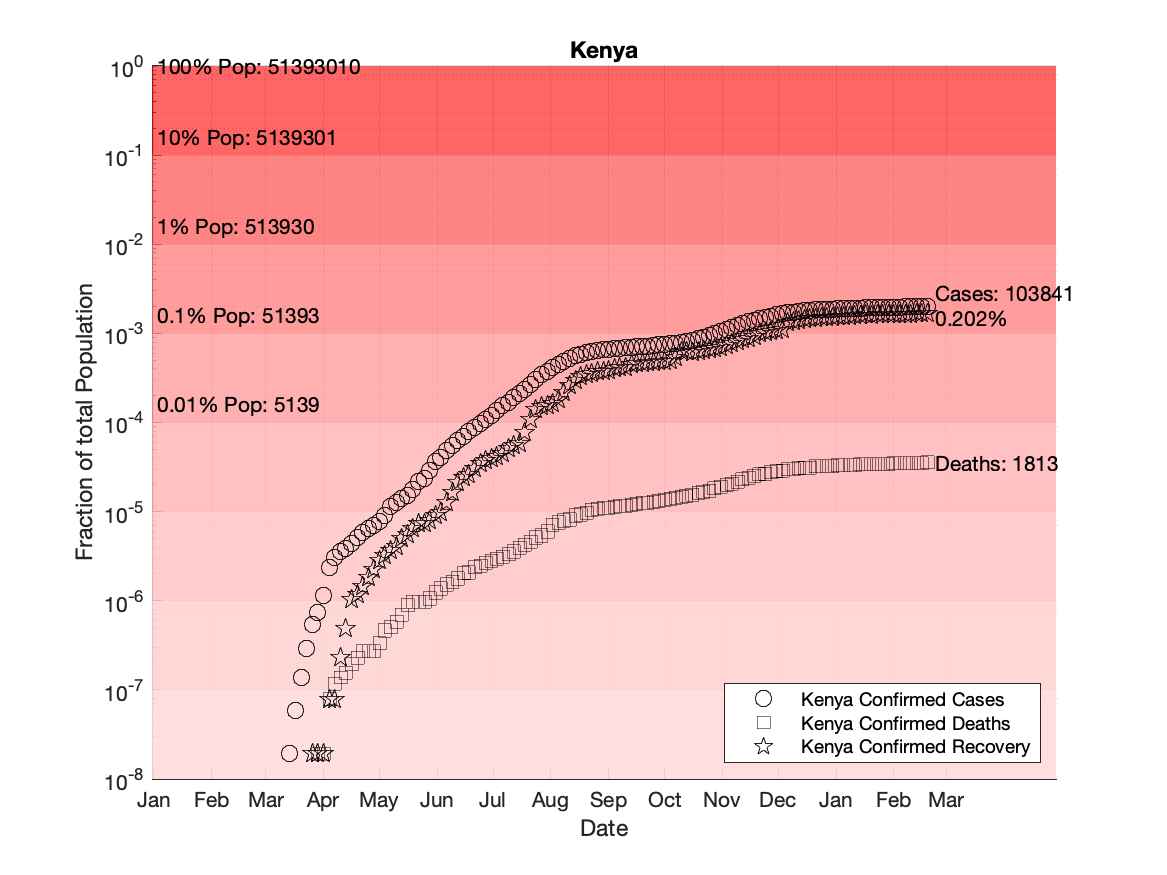 Kenya
10^0
100% Pop: 51393010
10% Pop: 5139301
10^-1
1% Pop: 513930
10^-2
Cases: 103841
0.1% Pop: 51393
0.202%
10^-3
0.01% Pop: 5139
10^-4
Deaths: 1813
10^-5
10^-6
10^-7
10^-8
Fraction of total Population
Kenya Confirmed Cases
Kenya Confirmed Deaths
Kenya Confirmed Recovery
Jan Feb Mar Apr May Jun Jul Aug Sep Oct Nov Dec Jan Feb Mar
Date